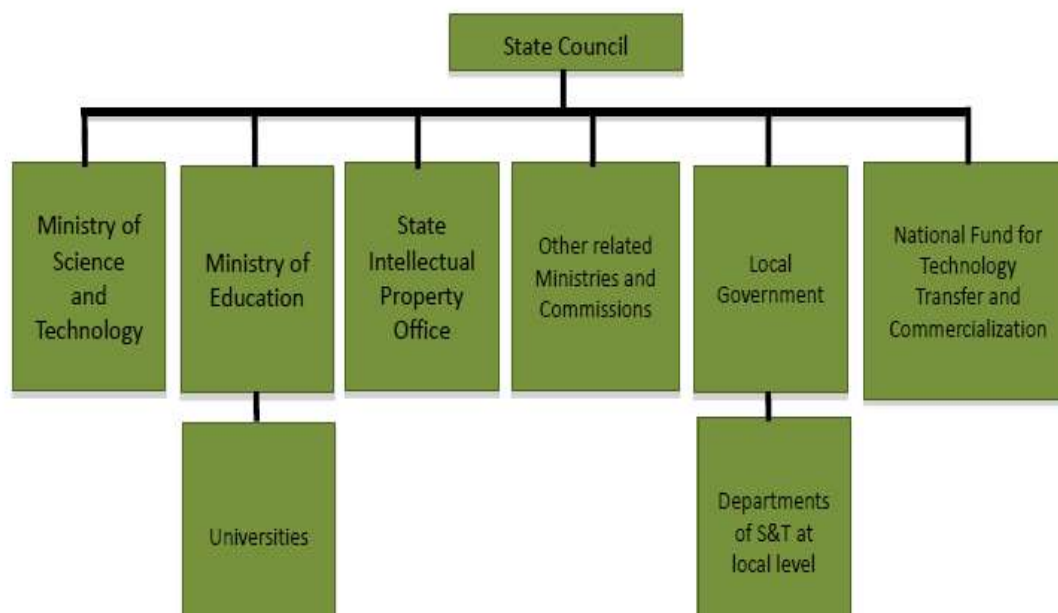 State Council
Ministry of
Science
and
Technology
Ministry of
Education
State
Intellectual
Property
Office
Other related
Ministries and
Commissions
Local
Government
National Fund for
Technology
Transfer and
Commercialization
Universities
Departments
of S&T at
local level